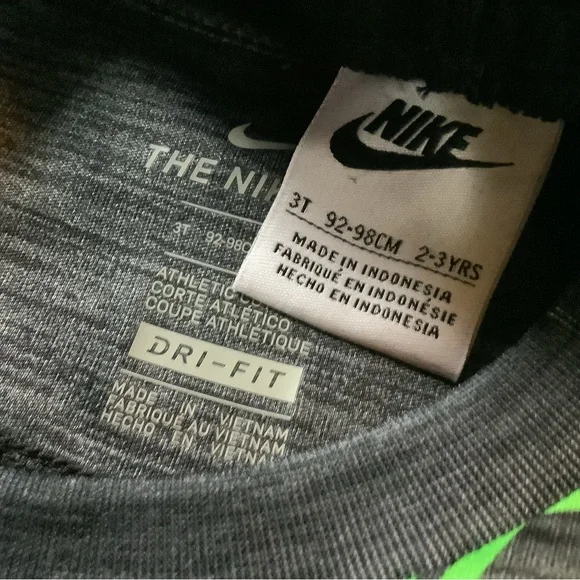 NIKE
3T 92-98CM 2-3YRS
MADE IN INDONESIA
FABRIQUÉ EN INDONÉSIE
HECHO EN INDONESIA
THE
3T
ATHLETIC
CORTE ATLÉTICO
COUPE ATHLÉTIQUE
DRI-FIT
MADE IN VIETNAM
FABRIQUÉ AU VIETNAM
HECHO EN VIETNAM